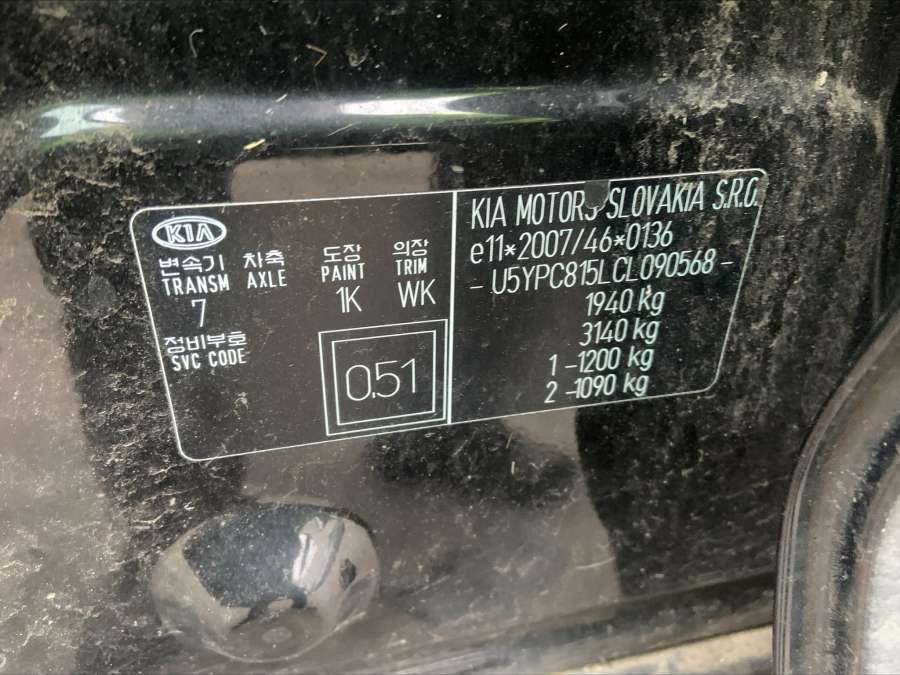 KIA
변속기 차축 도장 의장
TRANSM AXLE PAINT TRIM
7 1K WK
정비부호
SVC CODE
0,51
KIA MOTORS SLOVAKIA S.R.O.
e11*2007/46*0136
- U5YPC815LCL090568 -
1940 kg
3140 kg
1 -1200 kg
2 -1090 kg